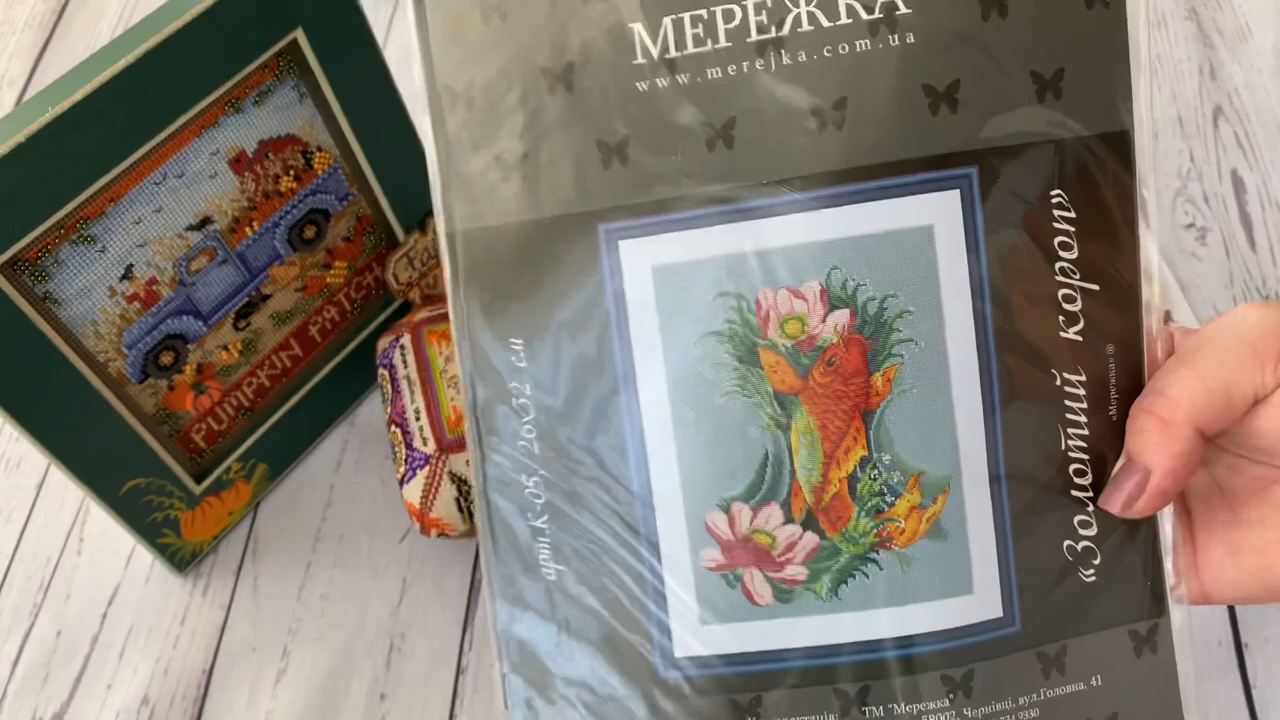 МЕРЕЖКА
www.merejka.com.ua
«Золотий короп»
«Мережка» ®
арт.К-05, 26х32 см
ТМ "Мережка"
58002, Чернівці, вул.Головна, 41
PUMPKIN PATCH